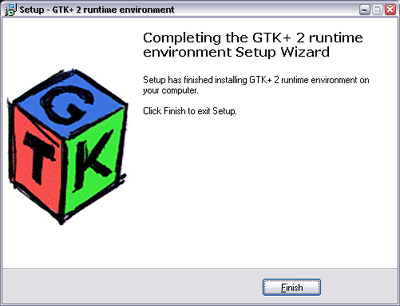 Setup - GTK+ 2 runtime environment
Completing the GTK+ 2 runtime
environment Setup Wizard
Setup has finished installing GTK+ 2 runtime environment on
your computer.
Click Finish to exit Setup.
G
T K
Finish